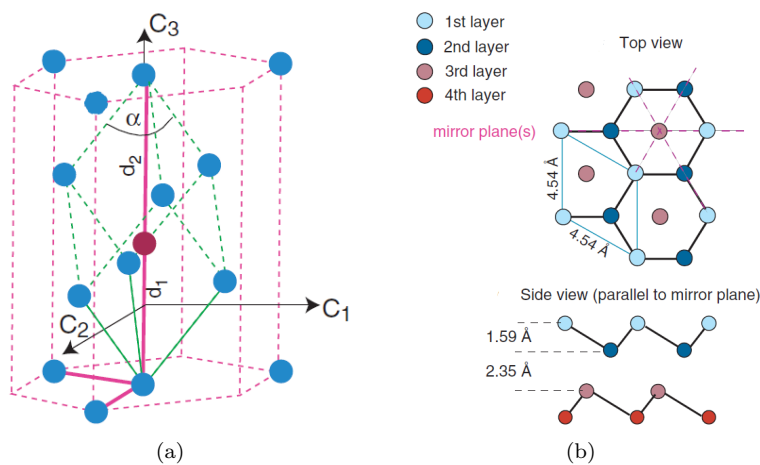 C₃
α
d₂
d₁
C₁
C₂
(a)
1st layer
2nd layer
3rd layer
4th layer
Top view
mirror plane(s)
4.54 Å
4.54 Å
x
Side view (parallel to mirror plane)
1.59 Å
2.35 Å
(b)